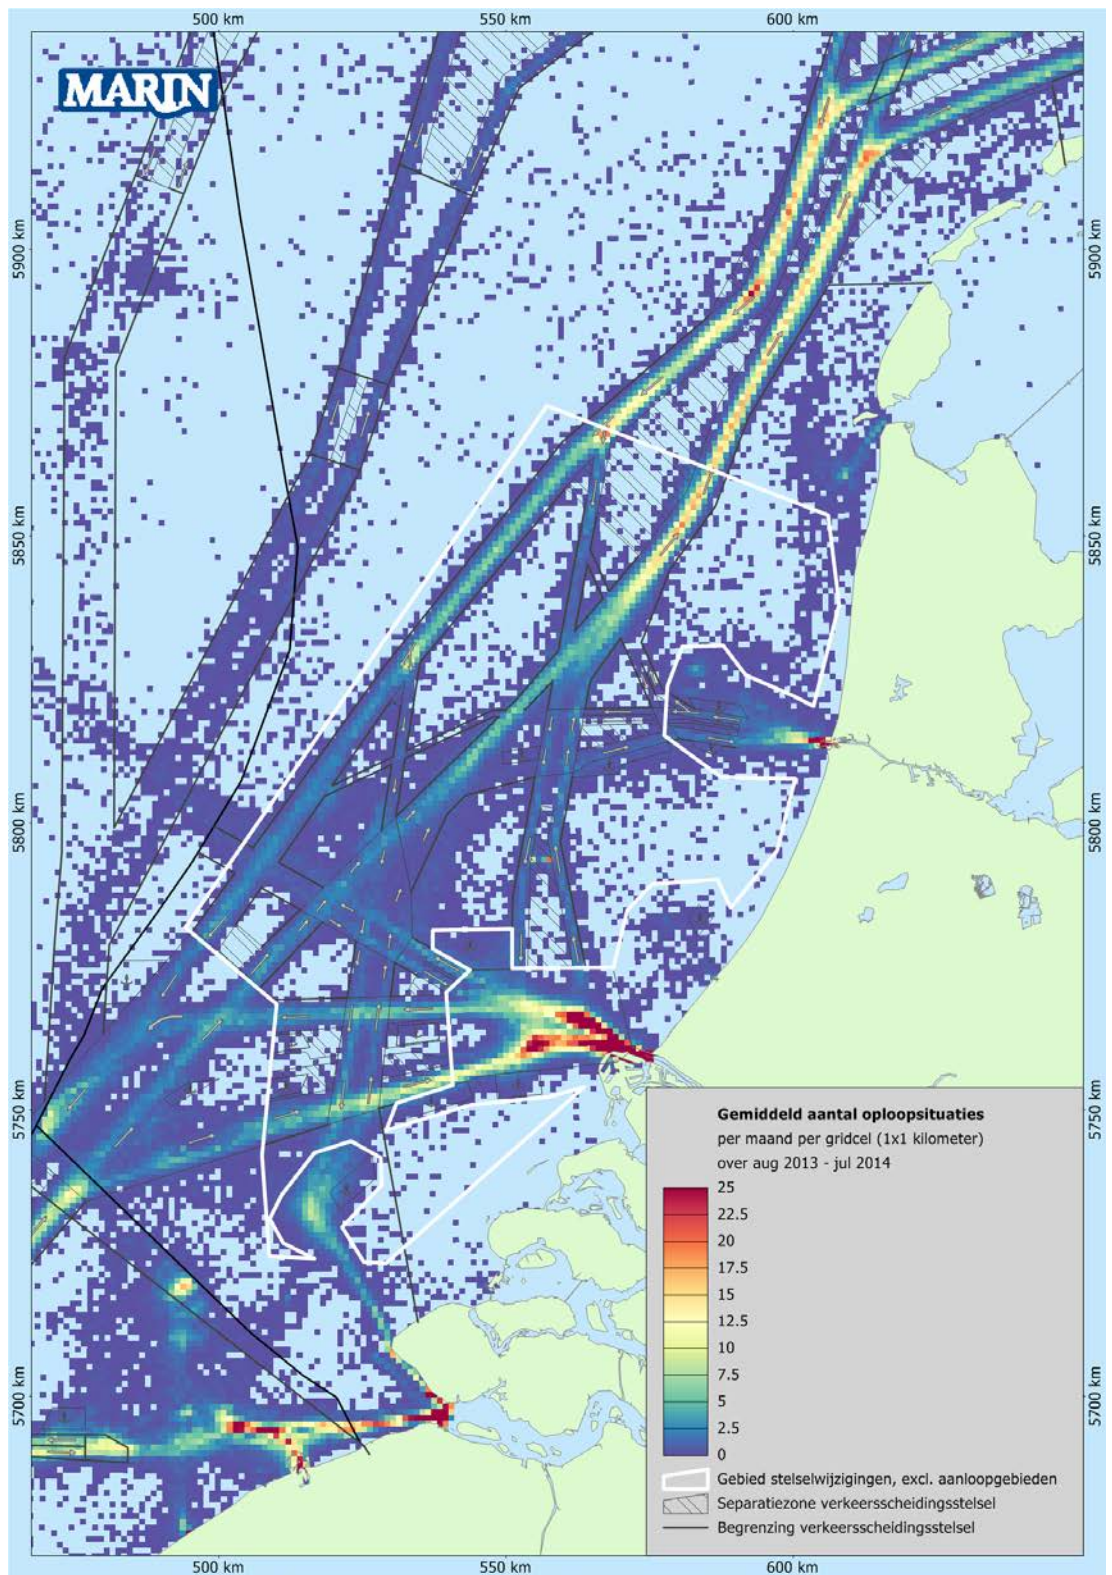 500 km
550 km
600 km
MARIN
5900 km
5900 km
5850 km
5850 km
5800 km
5800 km
5750 km
5750 km
5700 km
5700 km
Gemiddeld aantal oploopsituaties
per maand per gridcel (1x1 kilometer)
over aug 2013 - jul 2014
25
22.5
20
17.5
15
12.5
10
7.5
5
2.5
0
Gebied stelselwijzigingen, excl. aanloopgebieden
Separatiezone verkeersscheidingsstelsel
Begrenzing verkeersscheidingsstelsel
500 km
550 km
600 km